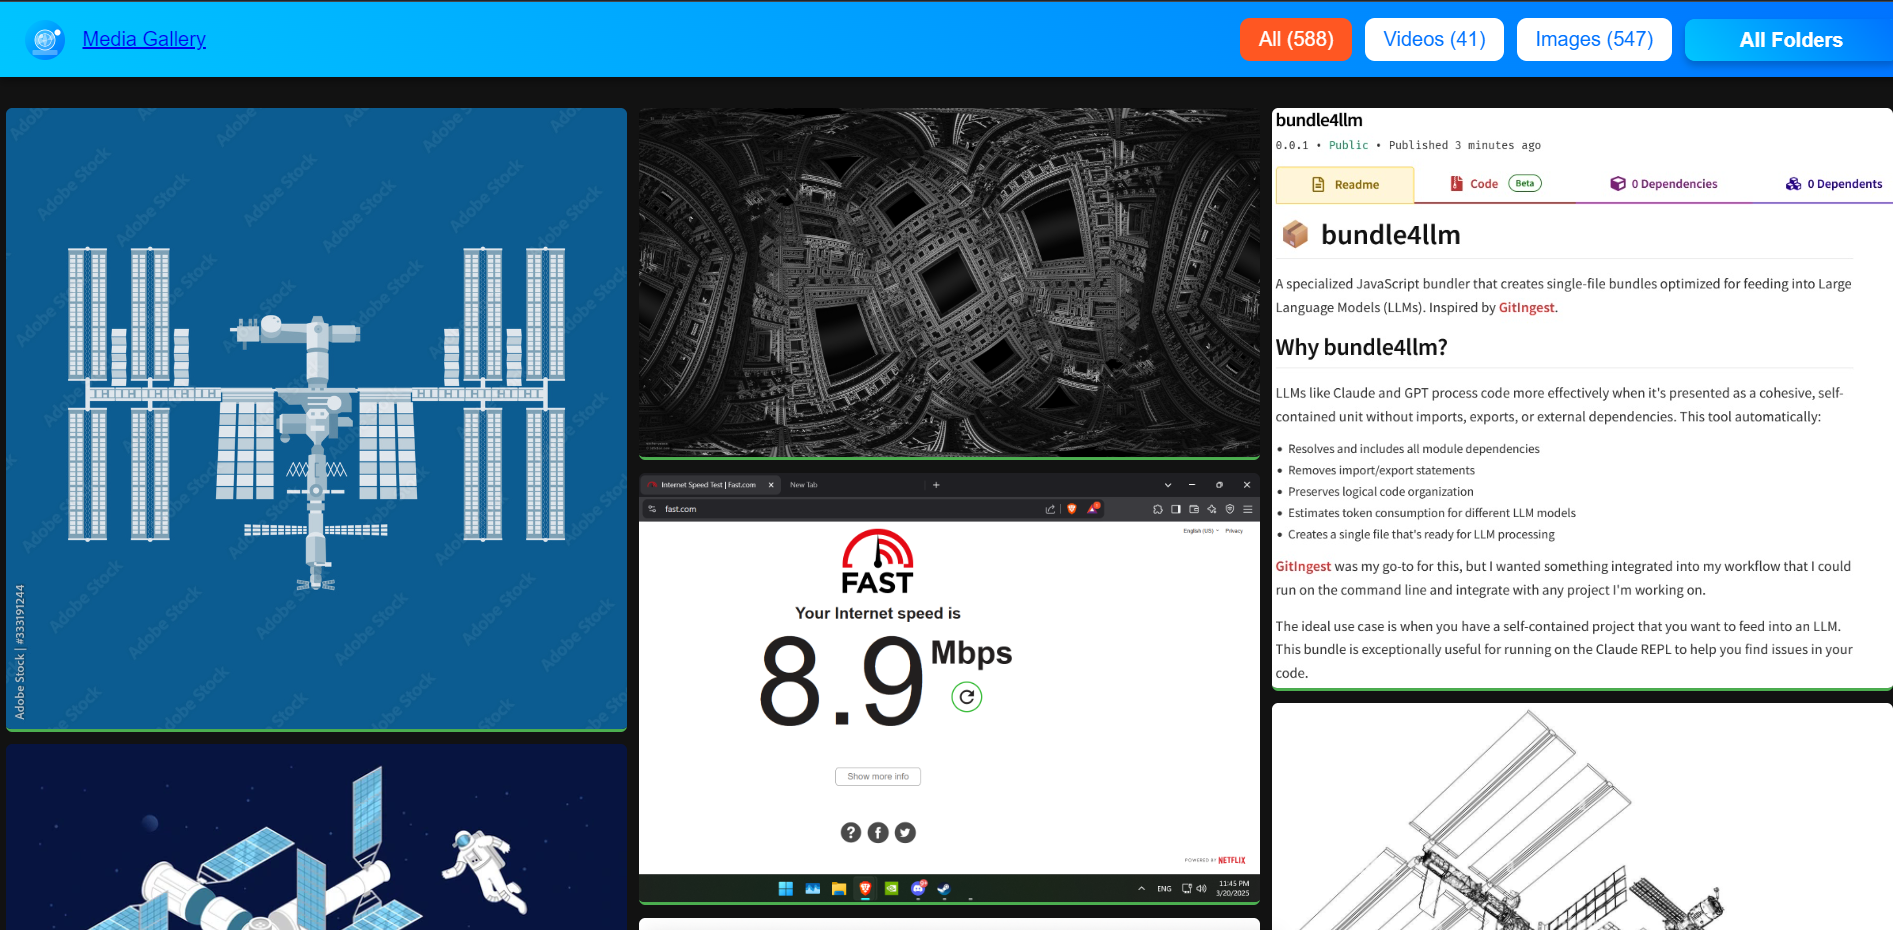 Media Gallery
All (588)
Videos (41)
Images (547)
All Folders
Adobe Stock
Adobe Stock | #333191244
Internet Speed Test | Fast.com
New Tab
fast.com
English (US)
Privacy
FAST
Your Internet speed is
8.9 Mbps
Show more info
POWERED BY NETFLIX
ENG
11:45 PM
3/20/2025
bundle4llm
0.0.1 • Public • Published 3 minutes ago
Readme
Code Beta
0 Dependencies
0 Dependents
bundle4llm
A specialized JavaScript bundler that creates single-file bundles optimized for feeding into Large
Language Models (LLMs). Inspired by GitIngest.
Why bundle4llm?
LLMs like Claude and GPT process code more effectively when it's presented as a cohesive, self-
contained unit without imports, exports, or external dependencies. This tool automatically:
• Resolves and includes all module dependencies
• Removes import/export statements
• Preserves logical code organization
• Estimates token consumption for different LLM models
• Creates a single file that's ready for LLM processing
GitIngest was my go-to for this, but I wanted something integrated into my workflow that I could
run on the command line and integrate with any project I'm working on.
The ideal use case is when you have a self-contained project that you want to feed into an LLM.
This bundle is exceptionally useful for running on the Claude REPL to help you find issues in your
code.